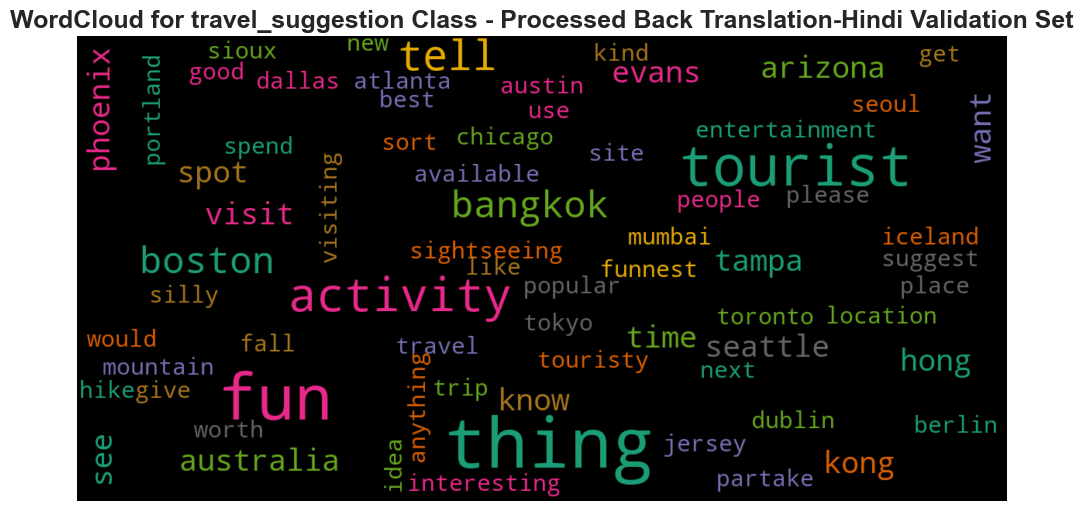 WordCloud for travel_suggestion Class - Processed Back Translation-Hindi Validation Set
phoenix
portland
sioux
new
tell
kind
evans
arizona
get
good
dallas
atlanta
best
austin
use
seoul
want
spend
sort
chicago
site
entertainment
tourist
spot
visiting
available
people
please
visit
bangkok
boston
sightseeing
like
mumbai
funnest
tampa
iceland
suggest
place
silly
activity
popular
tokyo
time
toronto
location
would
fall
travel
touristy
seattle
next
hong
mountain
hike
give
fun
anything
trip
know
thing
worth
see
australia
idea
interesting
jersey
dublin
berlin
partake
kong